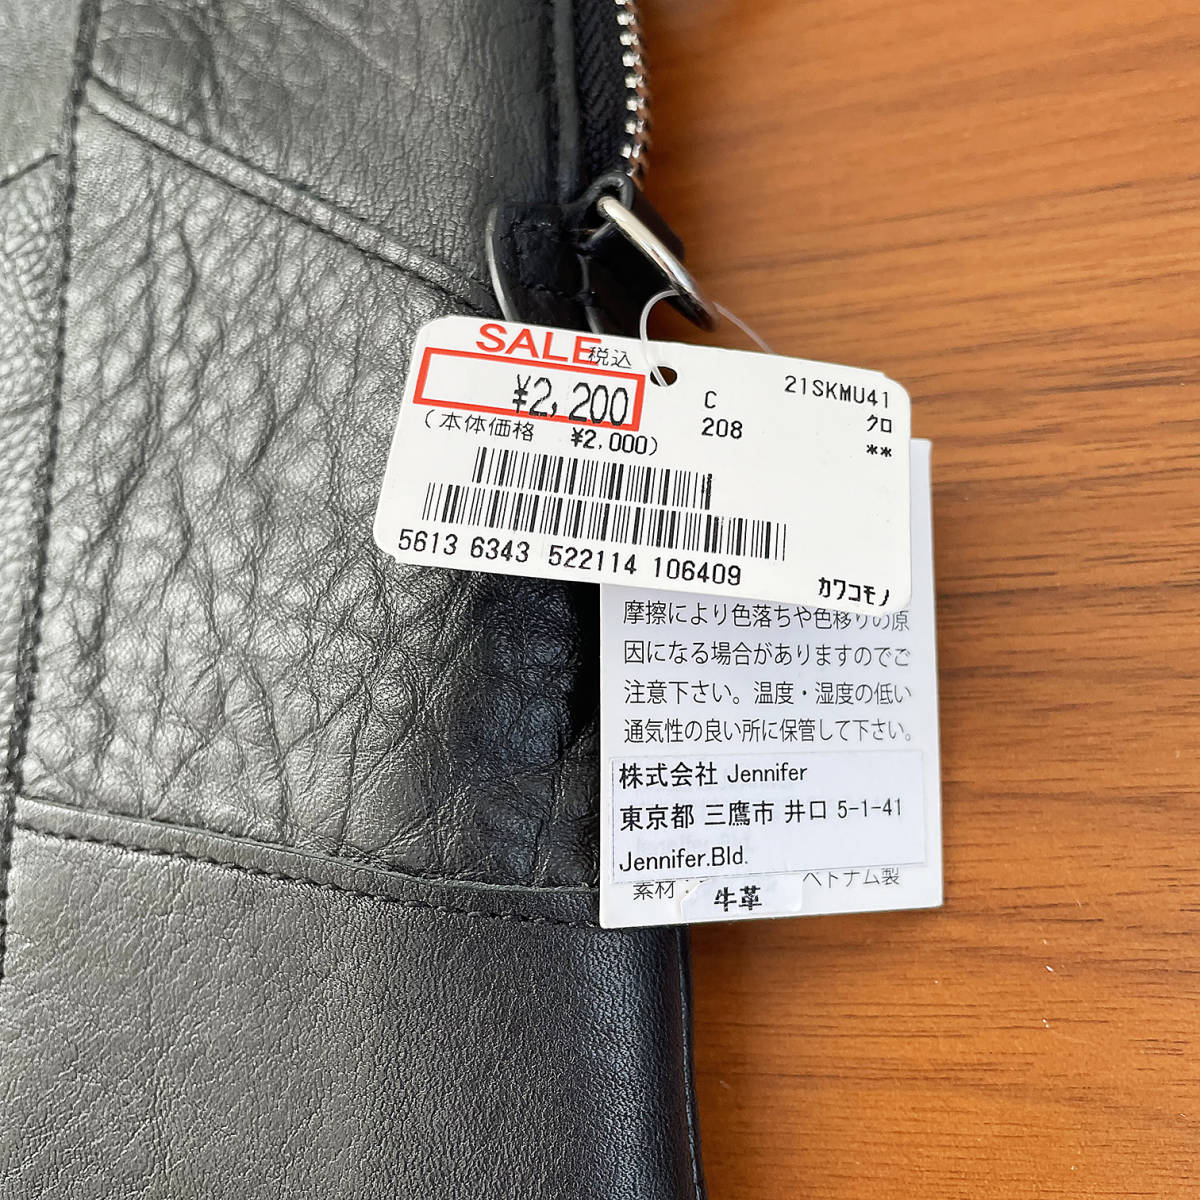 SALE 税込
¥2,200
(本体価格 ¥2,000)
C
208
21SKMU41
クロ
**
5613 6343 522114 106409
カワコモノ
摩擦により色落ちや色移りの原
因になる場合がありますのでご
注意下さい。温度・湿度の低い
通気性の良い所に保管して下さい。
株式会社 Jennifer
東京都 三鷹市 井口 5-1-41
Jennifer.Bld.
素材: ベトナム製
牛革